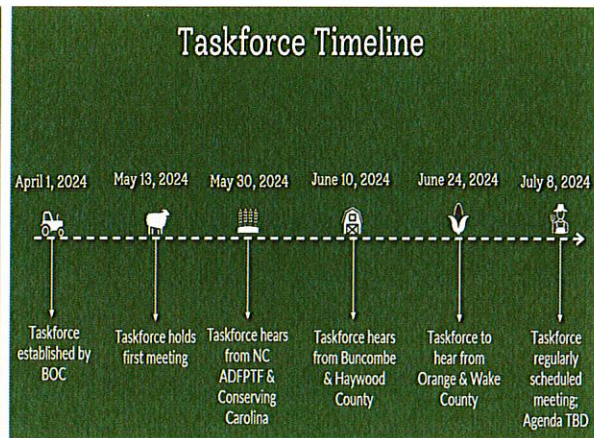 Taskforce Timeline
April 1, 2024
May 13, 2024
May 30, 2024
June 10, 2024
June 24, 2024
July 8, 2024
Taskforce
established by
BOC
Taskforce holds
first meeting
Taskforce hears
from NC
ADFPTF &
Conserving
Carolina
Taskforce hears
from Buncombe
& Haywood
County
Taskforce to
hear from
Orange & Wake
County
Taskforce
regularly
scheduled
meeting;
Agenda TBD